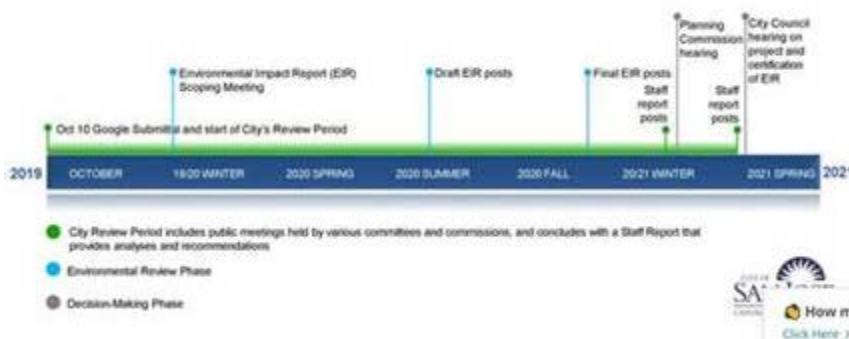 Planning
Commission
hearing
City Council
hearing on
project and
certification
of EIR
Environmental Impact Report (EIR)
Scoping Meeting
Draft EIR posts
Final EIR posts
Staff
report
posts
Staff
report
posts
Oct 10 Google Submittal and start of City's Review Period
2019 OCTOBER 19/20 WINTER 2020 SPRING 2020 SUMMER 2020 FALL 20/21 WINTER 2021 SPRING 2021
City Review Period includes public meetings held by various committees and commissions, and concludes with a Staff Report that
provides analyses and recommendations
Environmental Review Phase
Decision-Making Phase
CITY OF
How m
Click Here